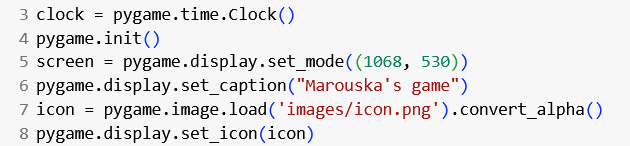 3 clock = pygame.time.Clock()
4 pygame.init()
5 screen = pygame.display.set_mode((1068, 530))
6 pygame.display.set_caption("Marouska's game")
7 icon = pygame.image.load('images/icon.png').convert_alpha()
8 pygame.display.set_icon(icon)